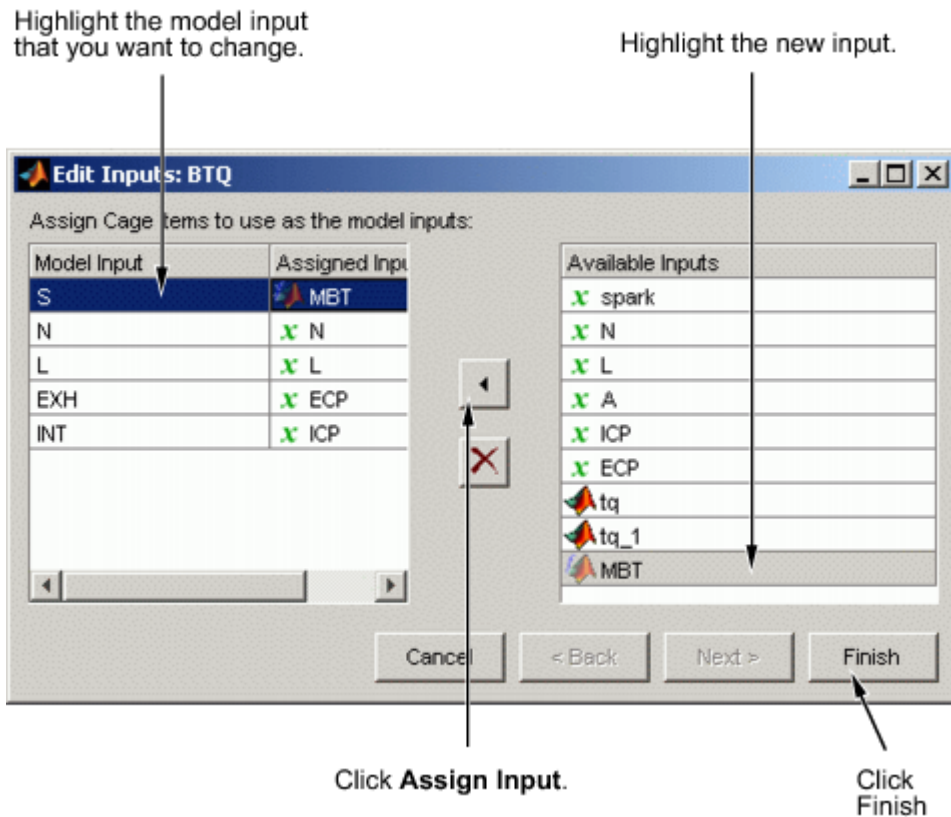 Highlight the model input
that you want to change.
Highlight the new input.
Edit Inputs: BTQ
Assign Cage items to use as the model inputs:
Model Input Assigned Inpu
S MBT
N x N
L x L
EXH x ECP
INT x ICP
Available Inputs
x spark
x N
x L
x A
x ICP
x ECP
tq
tq_1
MBT
Cancel < Back Next > Finish
Click Assign Input.
Click
Finish